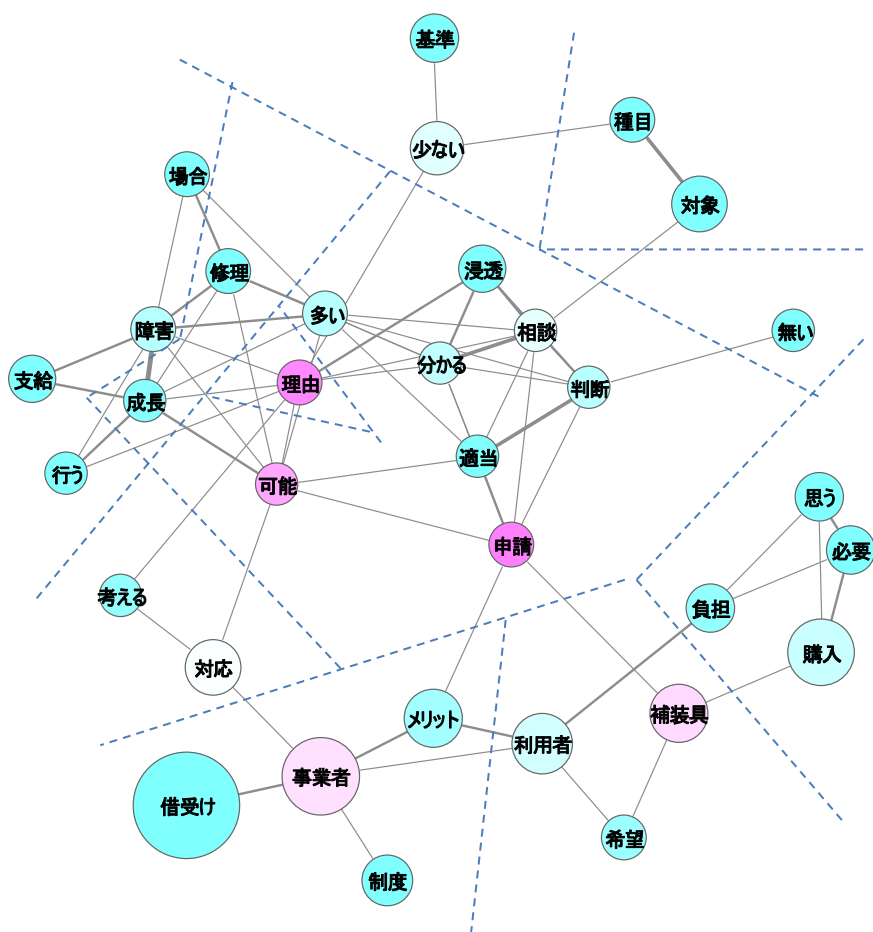 基準
種目
少ない
場合
対象
修理
浸透
多い
障害
相談
無い
分かる
支給
理由
判断
成長
適当
行う
可能
思う
申請
必要
考える
負担
購入
対応
補装具
メリット
利用者
事業者
借受け
希望
制度